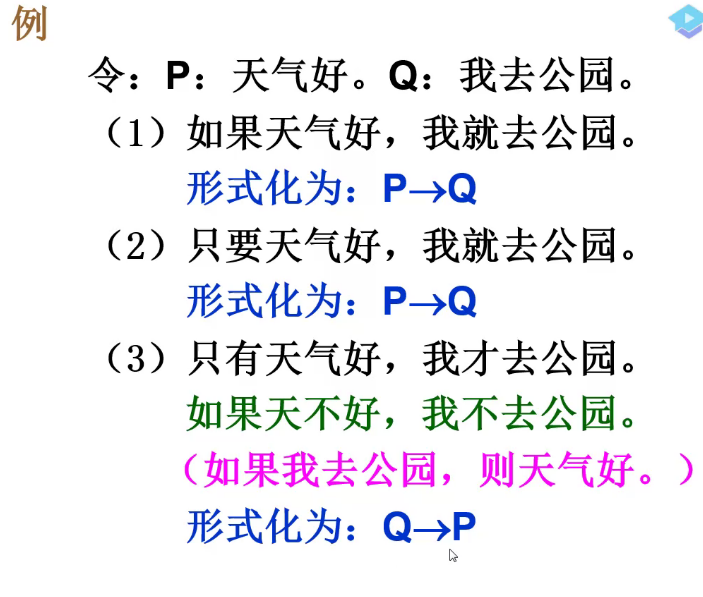 例
令：P：天气好。Q：我去公园。
（1）如果天气好，我就去公园。
形式化为：P→Q
（2）只要天气好，我就去公园。
形式化为：P→Q
（3）只有天气好，我才去公园。
如果天不好，我不去公园。
（如果我去公园，则天气好。）
形式化为：Q→P